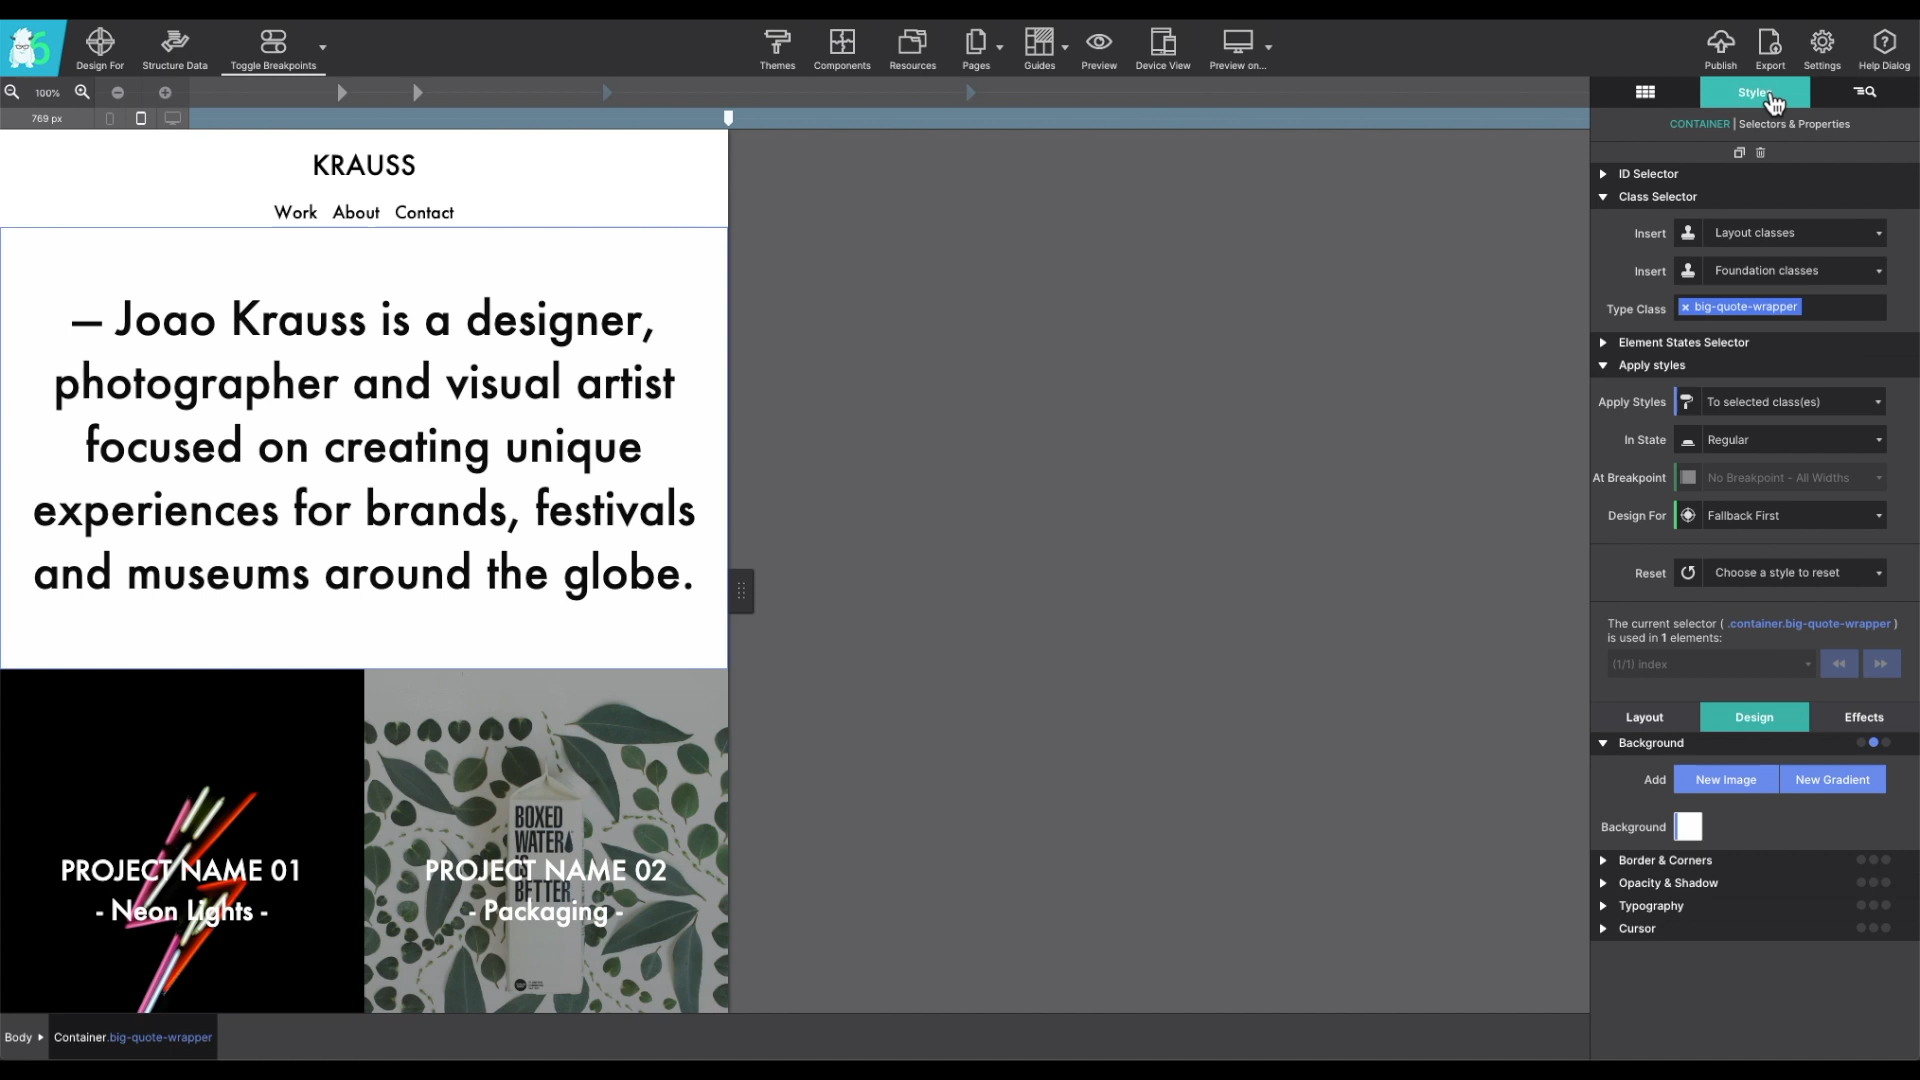 6
Design For
Structure Data
Toggle Breakpoints
Themes
Components
Resources
Pages
Guides
Preview
Device View
Preview on...
Publish
Export
Settings
Help Dialog
100%
Styles
769 px
CONTAINER | Selectors & Properties
KRAUSS
Work About Contact
— Joao Krauss is a designer,
photographer and visual artist
focused on creating unique
experiences for brands, festivals
and museums around the globe.
BOXED
WATER
IS
BETTER
PROJECT NAME 01
- Neon Lights -
PROJECT NAME 02
- Packaging -
ID Selector
Class Selector
Insert Layout classes
Insert Foundation classes
Type Class × big-quote-wrapper
Element States Selector
Apply styles
Apply Styles To selected class(es)
In State Regular
At Breakpoint No Breakpoint - All Widths
Design For Fallback First
Reset Choose a style to reset
The current selector ( .container.big-quote-wrapper )
is used in 1 elements:
(1/1) index
Layout Design Effects
Background
Add New Image New Gradient
Background
Border & Corners
Opacity & Shadow
Typography
Cursor
Body Container.big-quote-wrapper